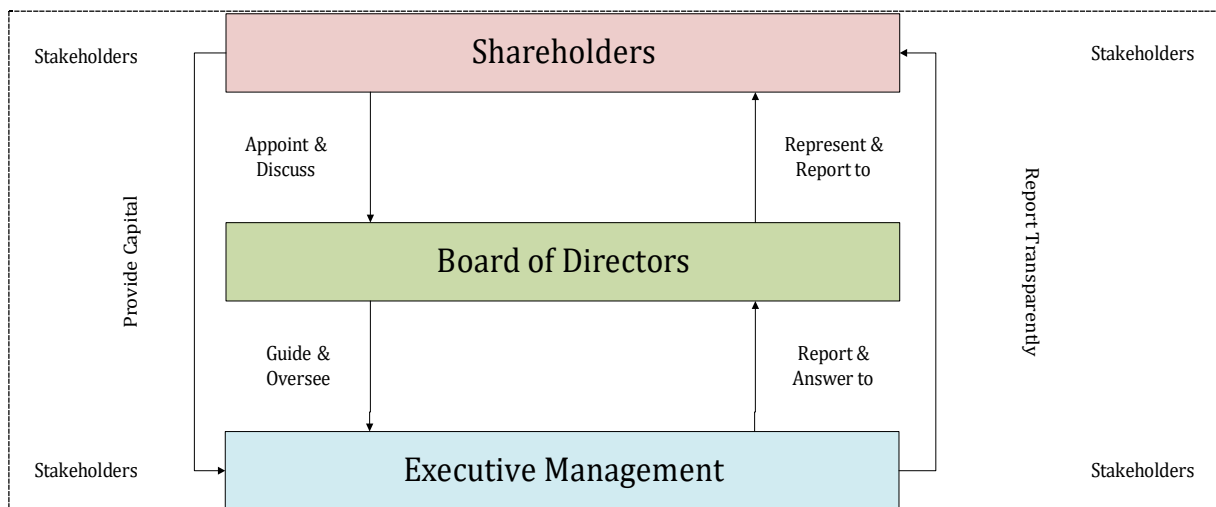 Shareholders
Stakeholders
Stakeholders
Appoint &
Discuss
Represent &
Report to
Provide Capital
Report Transparently
Board of Directors
Guide &
Oversee
Report &
Answer to
Executive Management
Stakeholders
Stakeholders